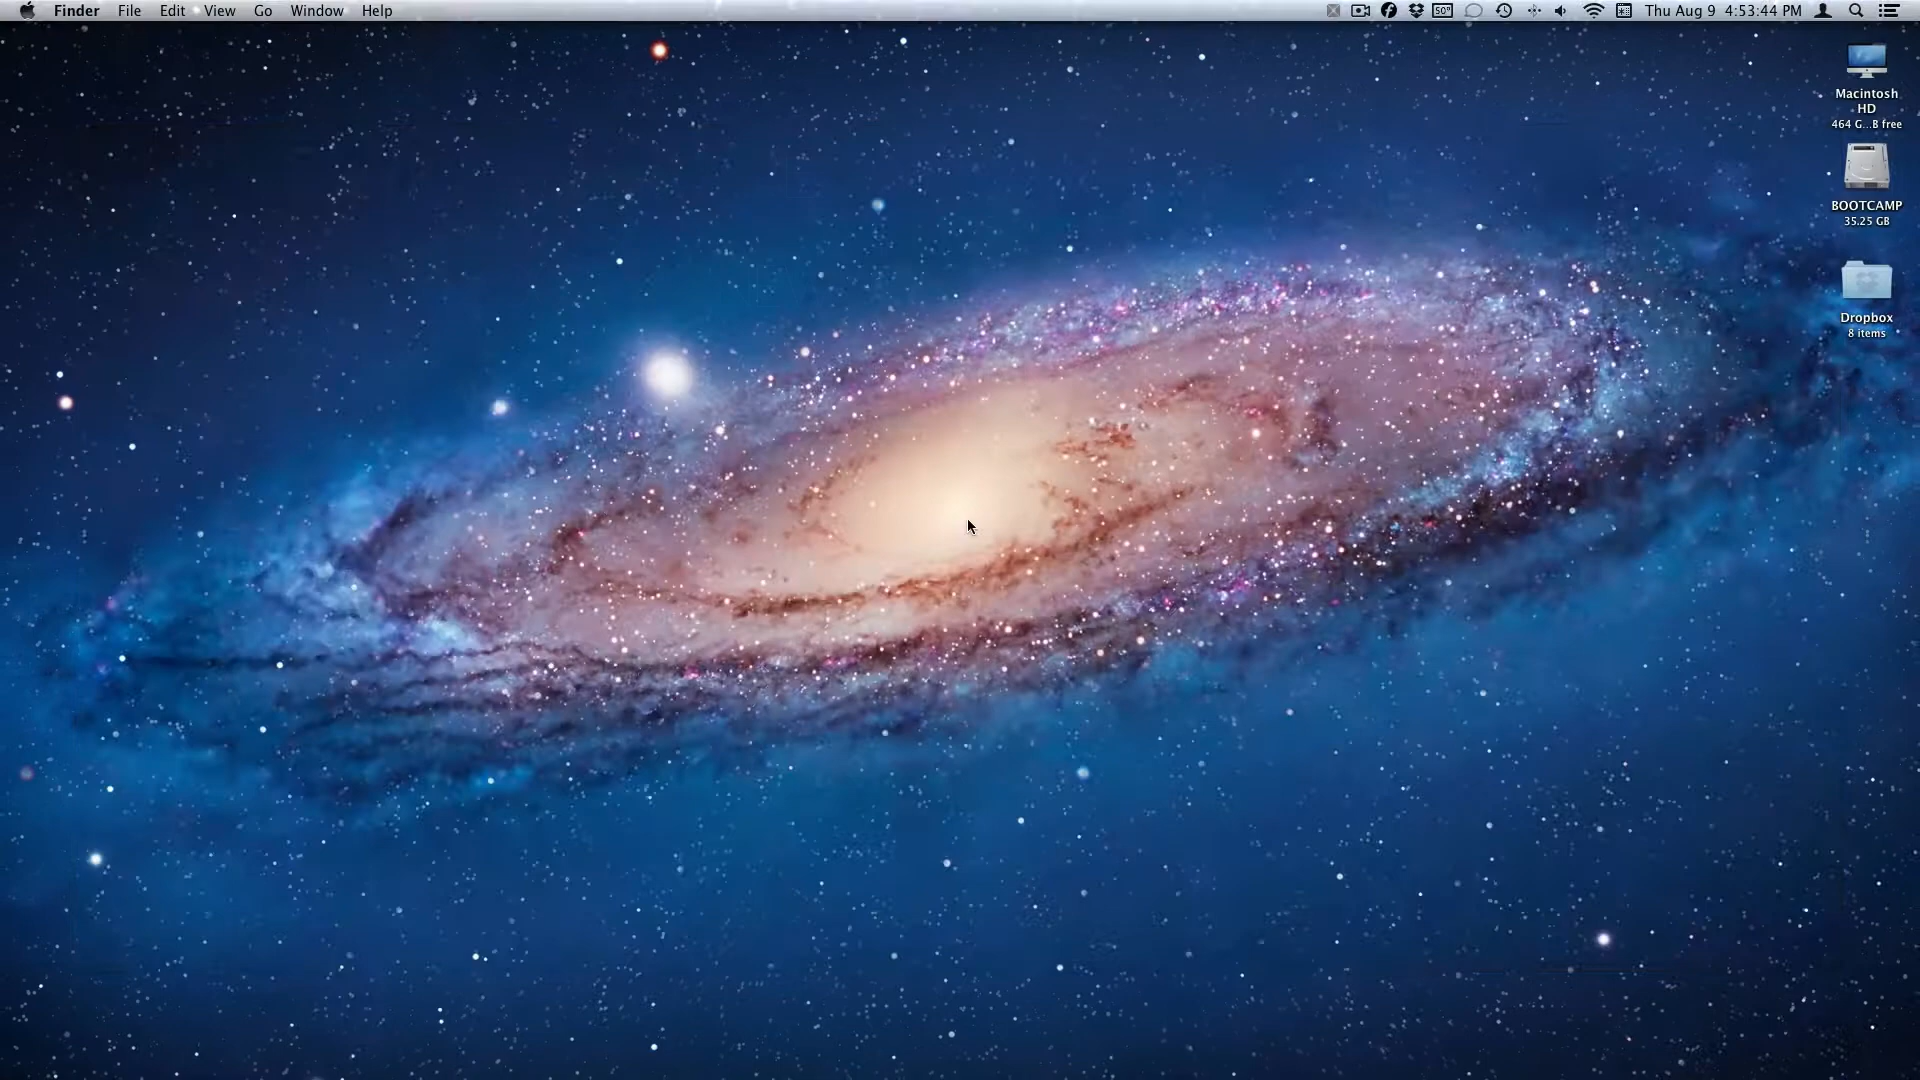 Finder File Edit View Go Window Help
50° Thu Aug 9 4:53:44 PM
Macintosh
HD
464 G...B free
BOOTCAMP
35.25 GB
Dropbox
8 items